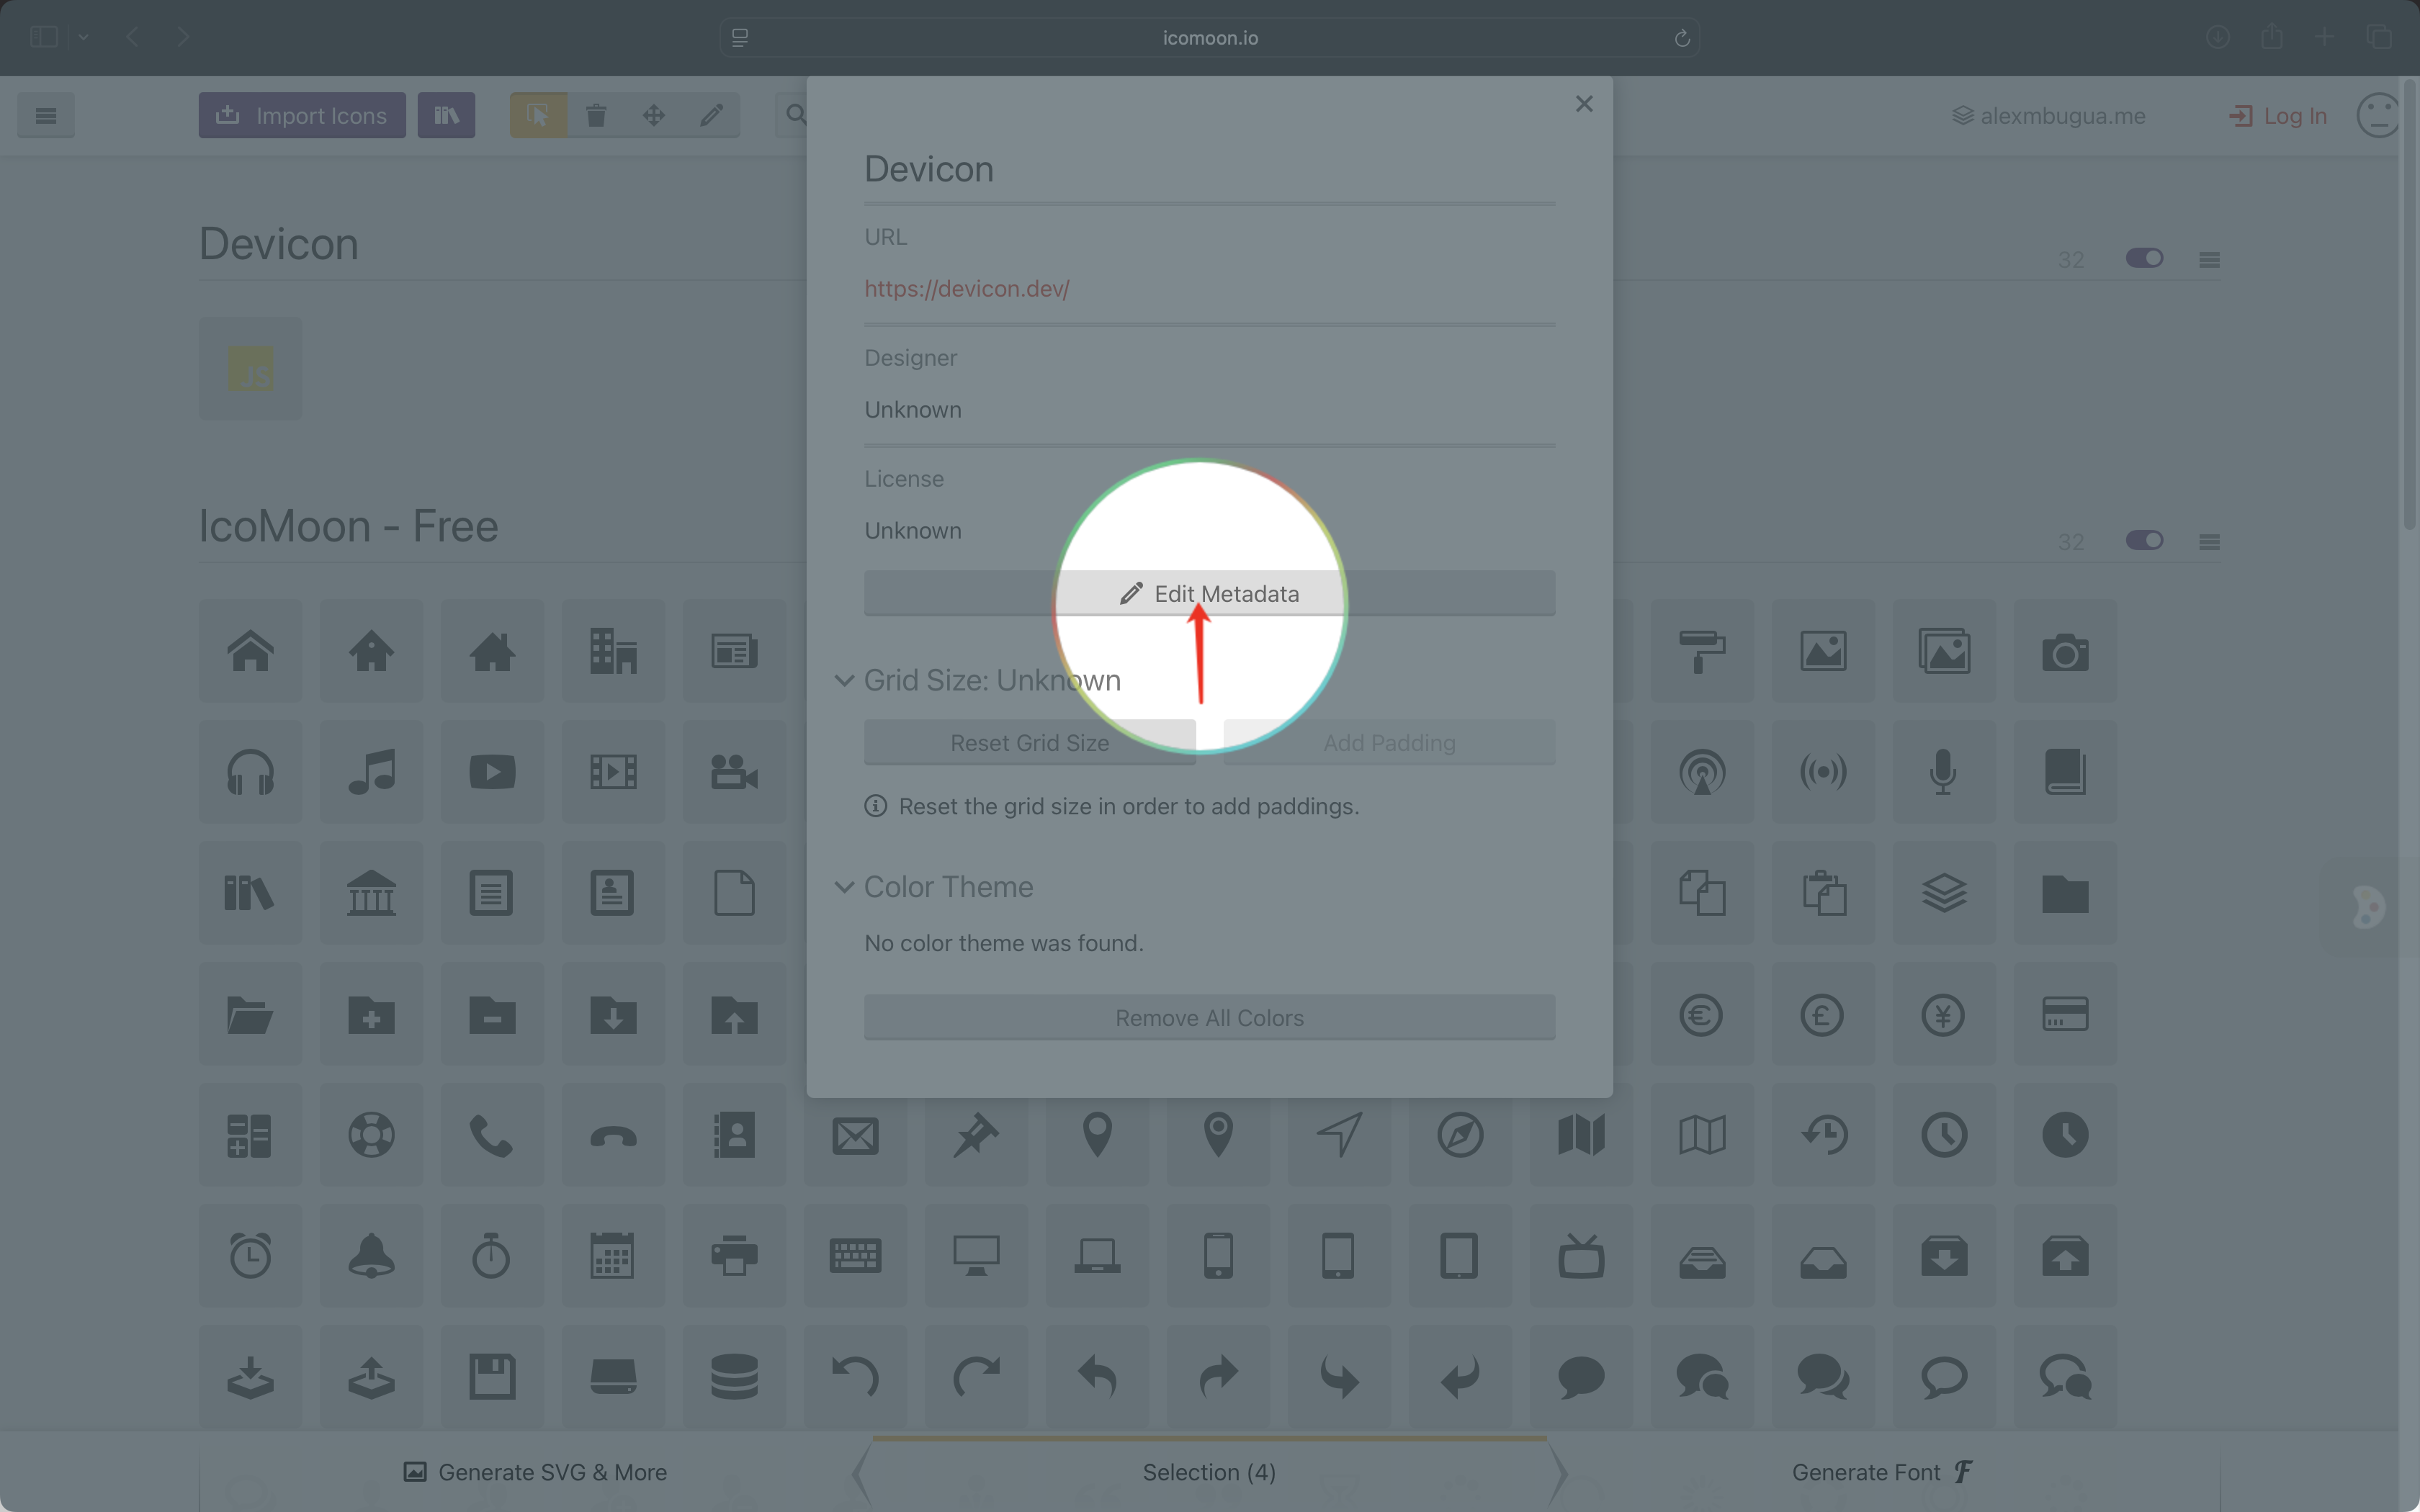 icomoon.io
Import Icons
alexmbugua.me
Log In
Devicon
32
JS
IcoMoon - Free
32
Devicon
URL
https://devicon.dev/
Designer
Unknown
License
Unknown
Edit Metadata
Grid Size: Unknown
Reset Grid Size
Add Padding
Reset the grid size in order to add paddings.
Color Theme
No color theme was found.
Remove All Colors
Generate SVG & More
Selection (4)
Generate Font